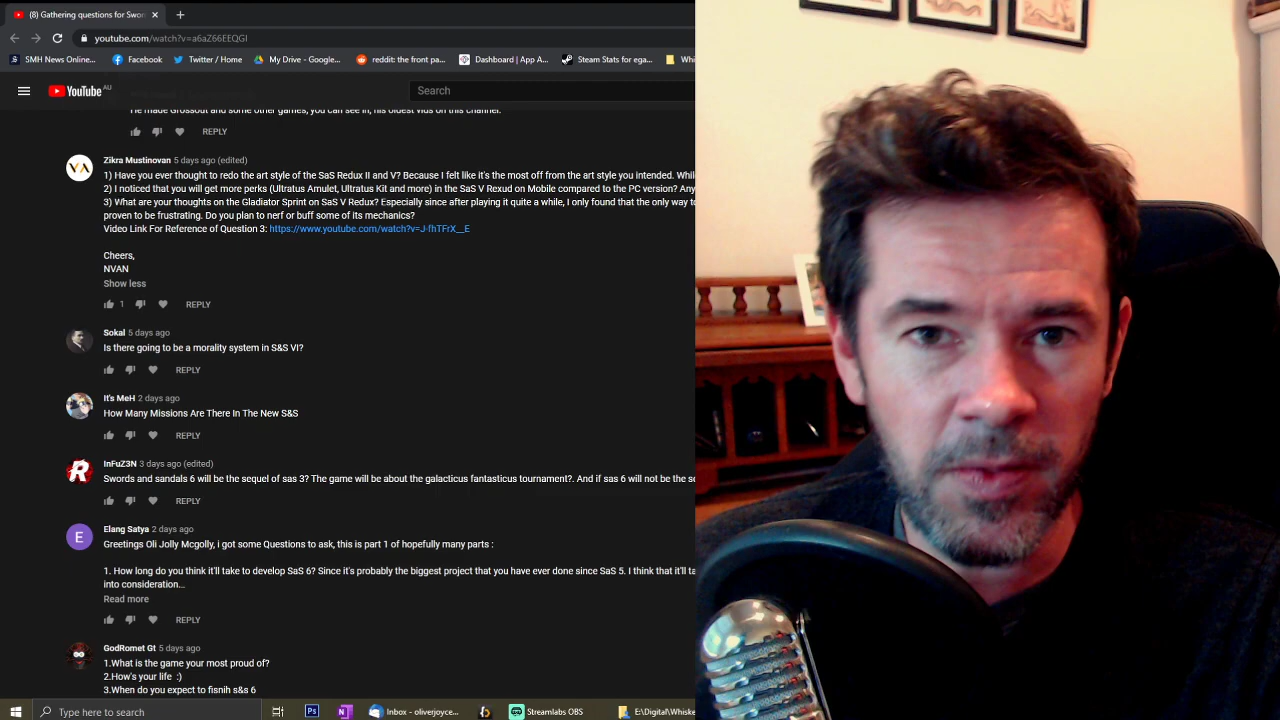 (8) Gathering questions for Swor
youtube.com/watch?v=a6aZ66EEQGI
SMH News Online...
Facebook
Twitter / Home
My Drive - Google...
reddit: the front pa...
Dashboard | App A...
Steam Stats for ega...
Whi
YouTube AU
Search
He made Grossout and some other games, you can see in, his oldest vids on this channel.
REPLY
Zikra Mustinovan 5 days ago (edited)
1) Have you ever thought to redo the art style of the SaS Redux II and V? Because I felt like it's the most off from the art style you intended. Whil
2) I noticed that you will get more perks (Ultratus Amulet, Ultratus Kit and more) in the SaS V Rexud on Mobile compared to the PC version? Any
3) What are your thoughts on the Gladiator Sprint on SaS V Redux? Especially since after playing it quite a while, I only found that the only way to
proven to be frustrating. Do you plan to nerf or buff some of its mechanics?
Video Link For Reference of Question 3: https://www.youtube.com/watch?v=J-fhTFrX__E
Cheers,
NVAN
Show less
1 REPLY
Sokal 5 days ago
Is there going to be a morality system in S&S VI?
REPLY
It's MeH 2 days ago
How Many Missions Are There In The New S&S
REPLY
InFuZ3N 3 days ago (edited)
Swords and sandals 6 will be the sequel of sas 3? The game will be about the galacticus fantasticus tournament?. And if sas 6 will not be the se
REPLY
E
Elang Satya 2 days ago
Greetings Oli Jolly Mcgolly, i got some Questions to ask, this is part 1 of hopefully many parts :
1. How long do you think it'll take to develop SaS 6? Since it's probably the biggest project that you have ever done since SaS 5. I think that it'll ta
into consideration...
Read more
REPLY
GodRomet Gt 5 days ago
1.What is the game your most proud of?
2.How's your life :)
3.When do you expect to fisnih s&s 6
Type here to search
Ps
N
Inbox - oliverjoyce...
Streamlabs OBS
E:\Digital\Whiske